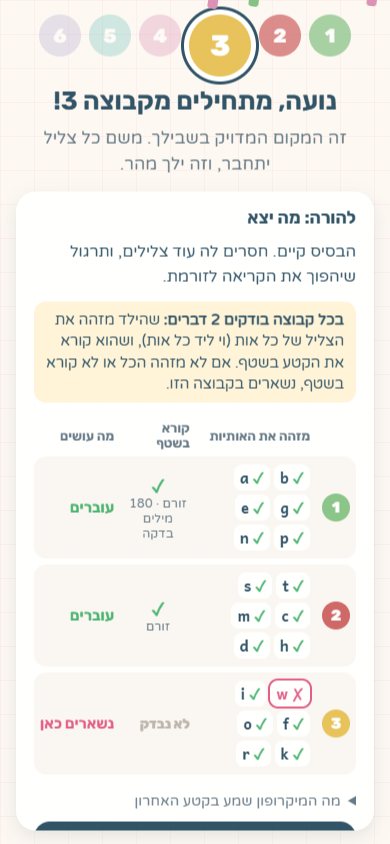 1 2 3 4 5 6
נועה, מתחילים מקבוצה 3!
זה המקום המדויק בשבילך. משם כל צליל
יתחבר, וזה ילך מהר.
להורה: מה יצא
הבסיס קיים. חסרים לה עוד צלילים, ותרגול
שיהפוך את הקריאה לזורמת.
בכל קבוצה בודקים 2 דברים: שהילד מזהה את
הצליל של כל אות (וי ליד כל אות), ושהוא קורא
את הקטע בשטף. אם לא מזהה הכל או לא קורא
בשטף, נשארים בקבוצה הזו.
מזהה את האותיות
קורא
בשטף
מה עושים
1
a ✓ b ✓
e ✓ g ✓
n ✓ p ✓
✓
זורם · 180
מילים
בדקה
עוברים
2
s ✓ t ✓
m ✓ c ✓
d ✓ h ✓
✓
זורם
עוברים
3
i ✓ w ✗
o ✓ f ✓
r ✓ k ✓
לא נבדק
נשארים כאן
◀ מה המיקרופון שמע בקטע האחרון